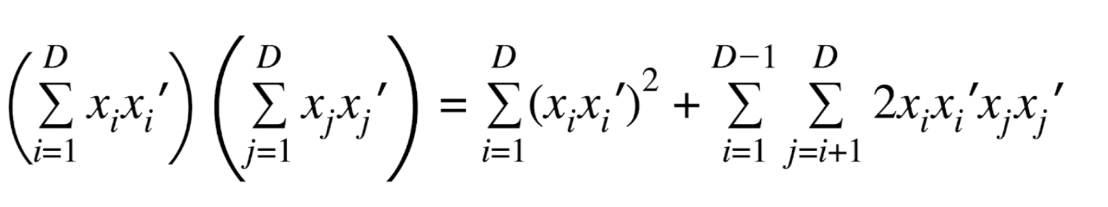 (∑_{i=1}^{D} x_i x_i′) (∑_{j=1}^{D} x_j x_j′) = ∑_{i=1}^{D} (x_i x_i′)^2 + ∑_{i=1}^{D−1} ∑_{j=i+1}^{D} 2x_i x_i′ x_j x_j′